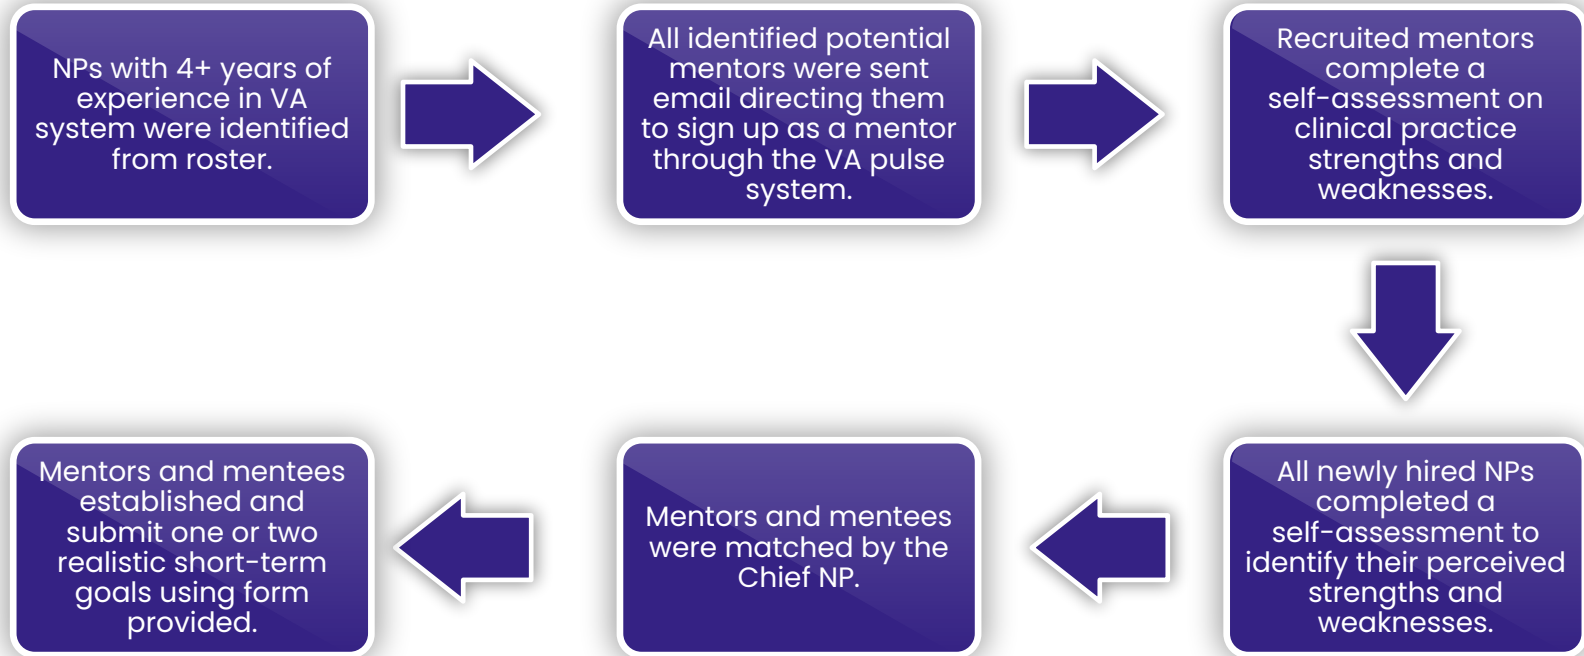 NPs with 4+ years of
experience in VA
system were identified
from roster.
All identified potential
mentors were sent
email directing them
to sign up as a mentor
through the VA pulse
system.
Recruited mentors
complete a
self-assessment on
clinical practice
strengths and
weaknesses.
All newly hired NPs
completed a
self-assessment to
identify their perceived
strengths and
weaknesses.
Mentors and mentees
were matched by the
Chief NP.
Mentors and mentees
established and
submit one or two
realistic short-term
goals using form
provided.